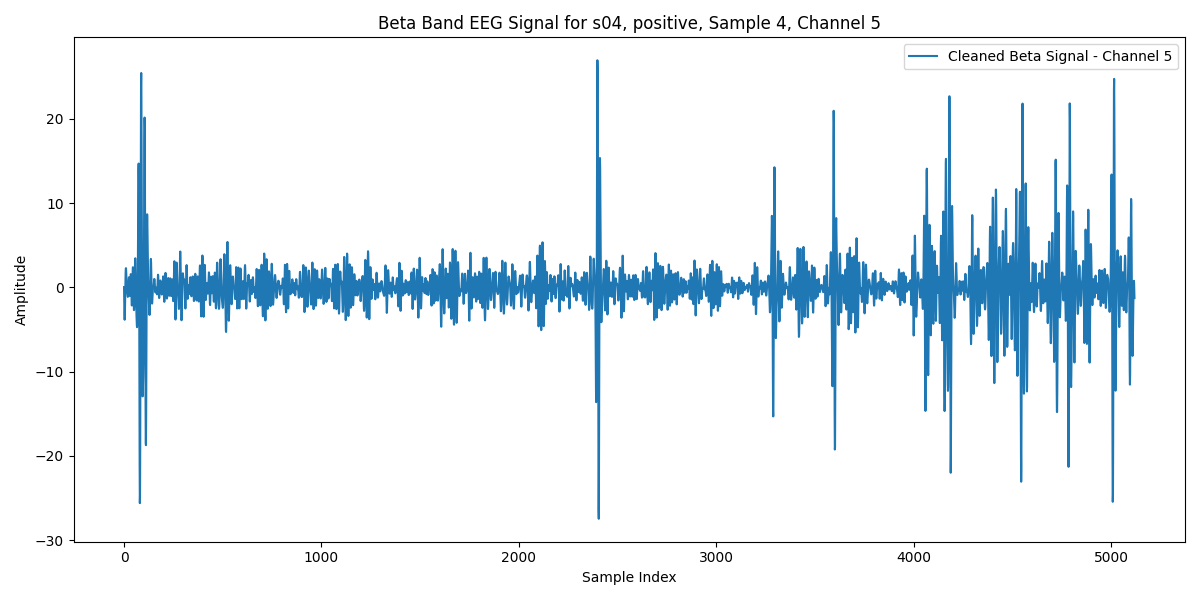 Beta Band EEG Signal for s04, positive, Sample 4, Channel 5
Cleaned Beta Signal - Channel 5
Amplitude
20
10
0
−10
−20
−30
0 1000 2000 3000 4000 5000
Sample Index